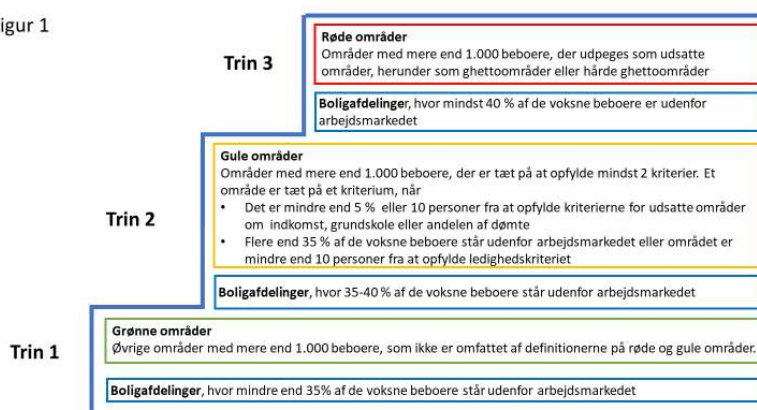 igur 1
Trin 3
Røde områder
Områder med mere end 1.000 beboere, der udpeges som udsatte
områder, herunder som ghettoområder eller hårde ghettoområder
Boligafdelinger, hvor mindst 40 % af de voksne beboere er udenfor
arbejdsmarkedet
Trin 2
Gule områder
Områder med mere end 1.000 beboere, der er tæt på at opfylde mindst 2 kriterier. Et
område er tæt på et kriterium, når
• Det er mindre end 5 % eller 10 personer fra at opfylde kriterierne for udsatte områder
om indkomst, grundskole eller andelen af dømte
• Flere end 35 % af de voksne beboere står udenfor arbejdsmarkedet eller området er
mindre end 10 personer fra at opfylde ledighedskriteriet
Boligafdelinger, hvor 35-40 % af de voksne beboere står udenfor arbejdsmarkedet
Trin 1
Grønne områder
Øvrige områder med mere end 1.000 beboere, som ikke er omfattet af definitionerne på røde og gule områder.
Boligafdelinger, hvor mindre end 35% af de voksne beboere står udenfor arbejdsmarkedet